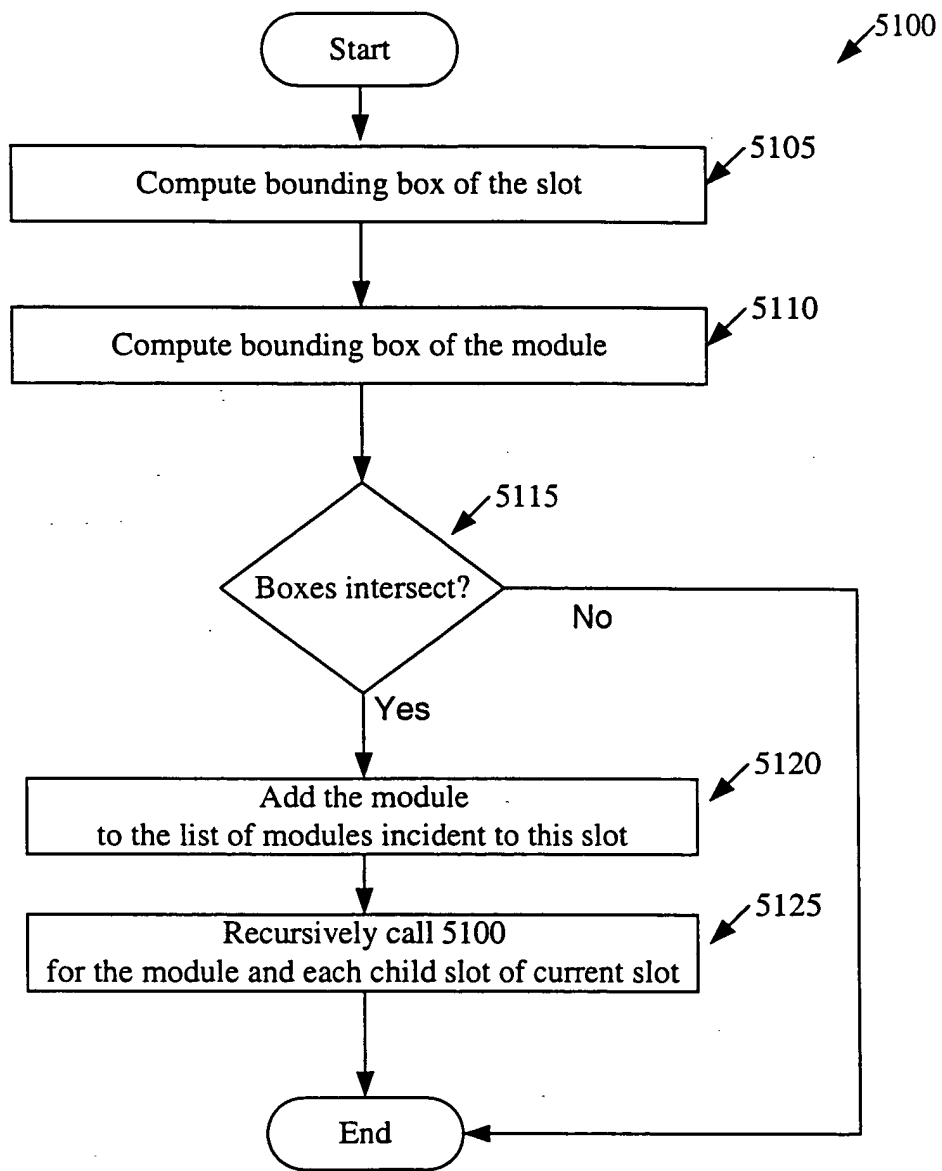 5100
Start
5105
Compute bounding box of the slot
5110
Compute bounding box of the module
5115
Boxes intersect?
No
Yes
5120
Add the module
to the list of modules incident to this slot
5125
Recursively call 5100
for the module and each child slot of current slot
End